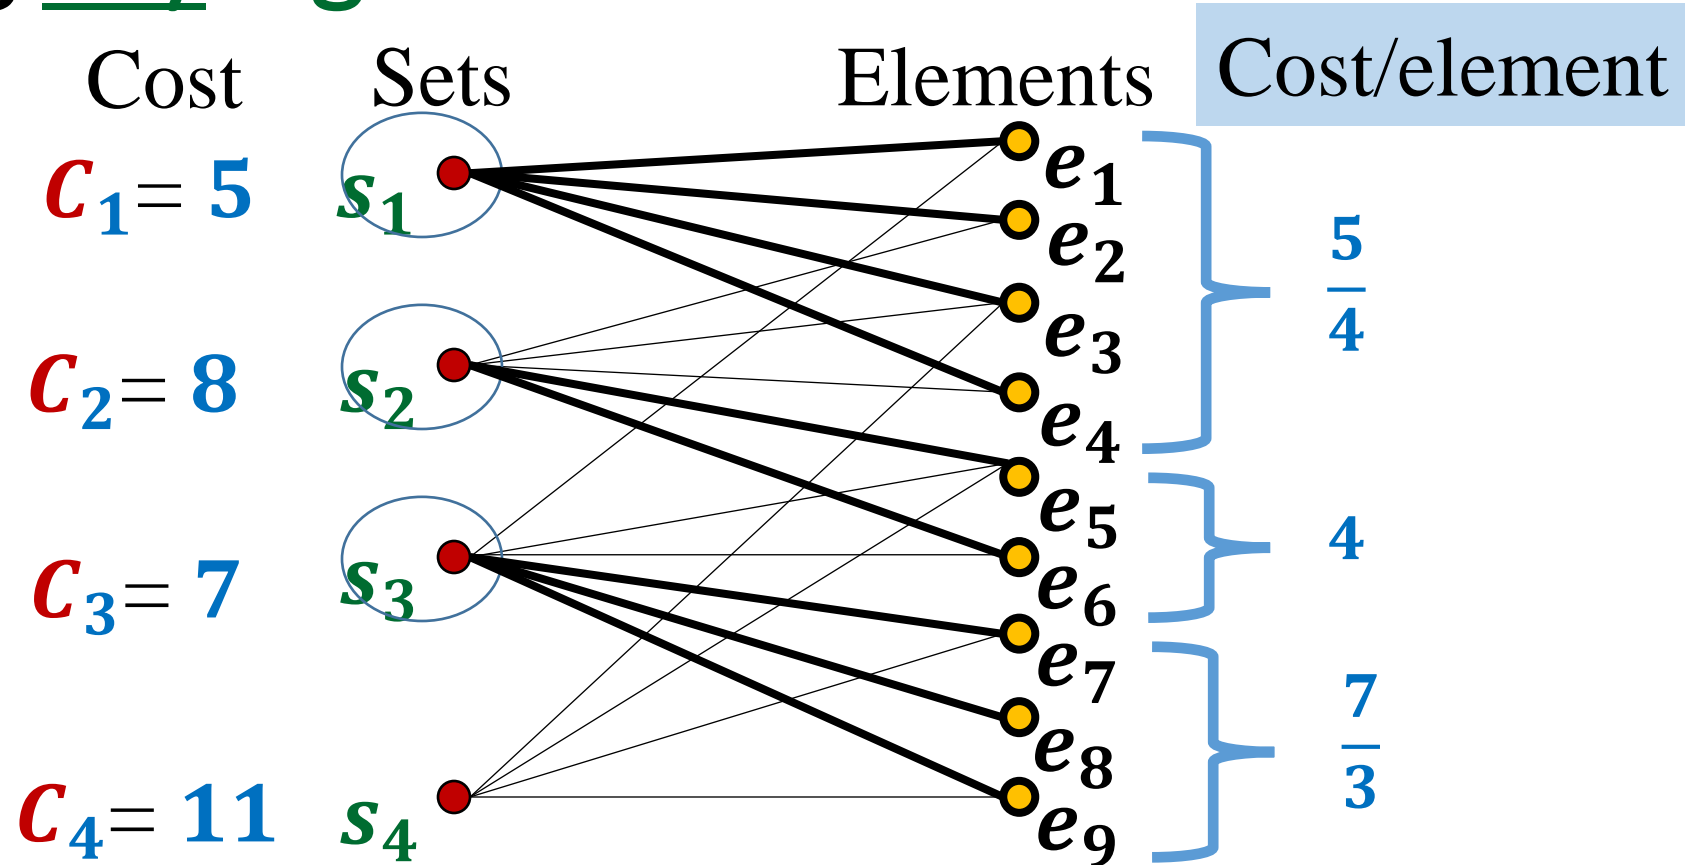 Cost Sets Elements Cost/element
C₁= 5 s₁ e₁
e₂
5/4
e₃
C₂= 8 s₂ e₄
e₅
4
C₃= 7 s₃ e₆
e₇
7/3
e₈
C₄= 11 s₄ e₉